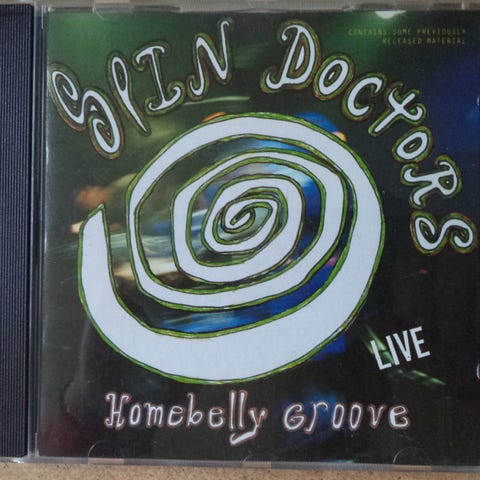 CONTAINS SOME PREVIOUSLY
RELEASED MATERIAL
SPIN DOCTORS
LIVE
Homebelly Groove